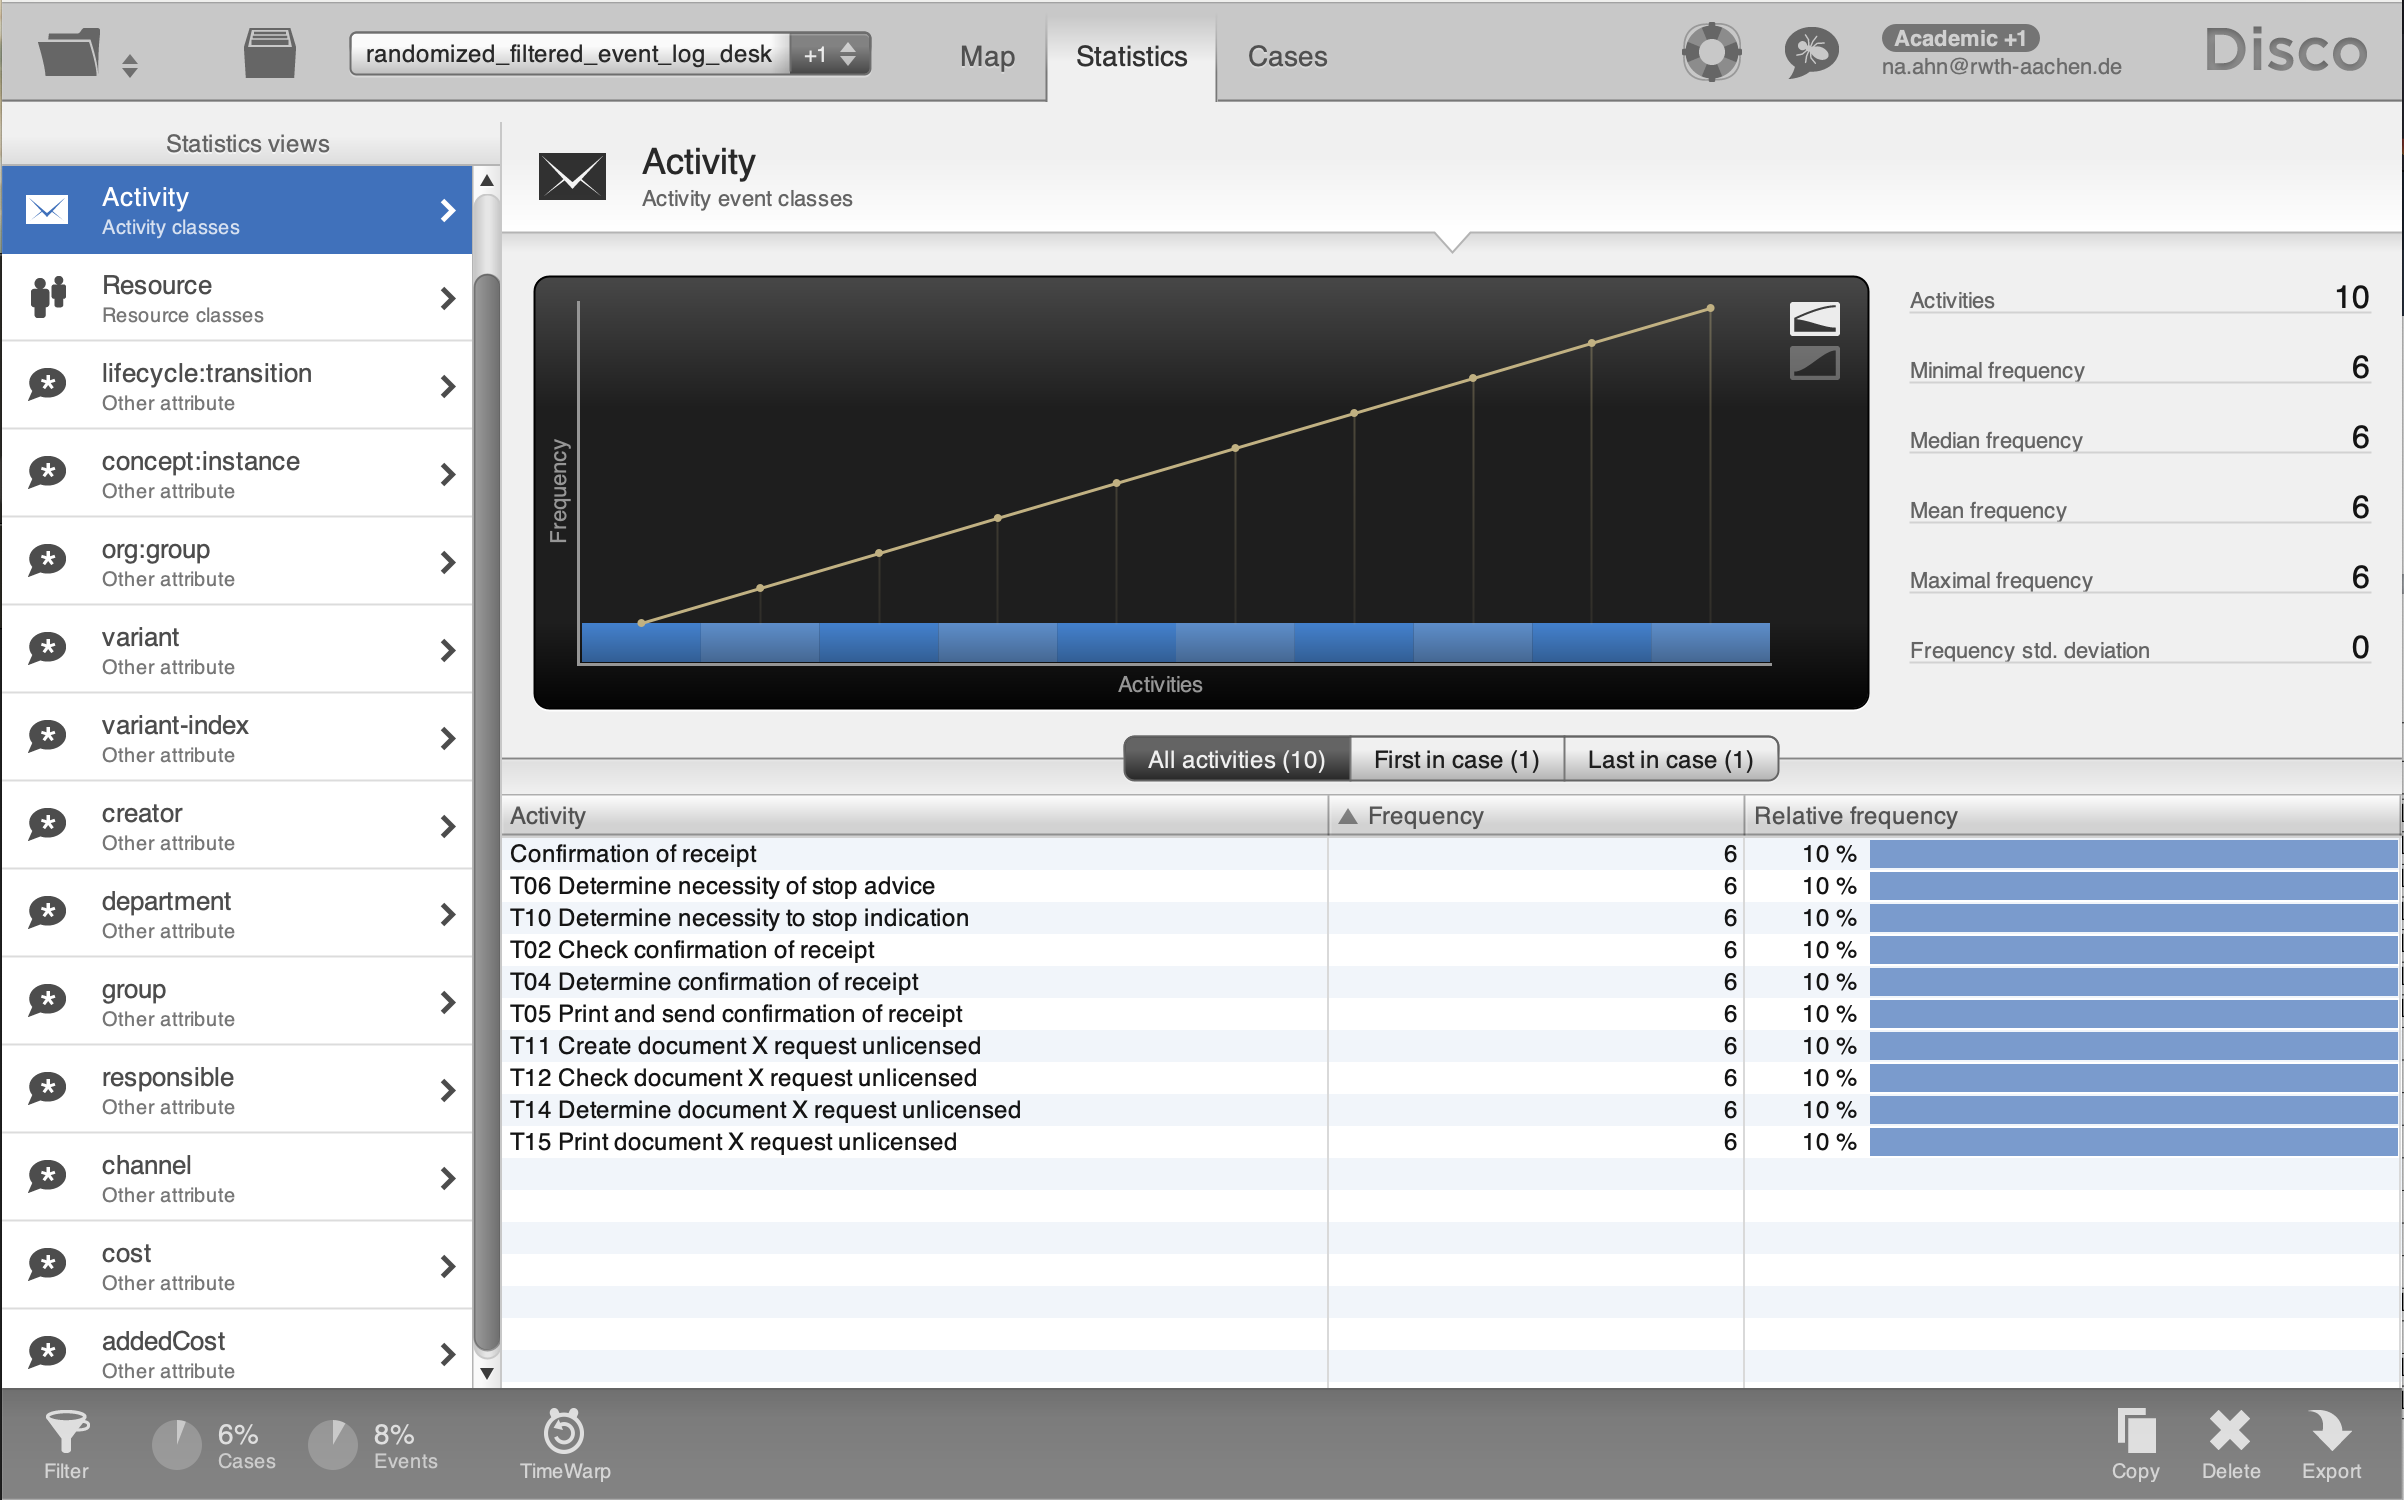 randomized_filtered_event_log_desk +1
Map Statistics Cases
Academic +1
na.ahn@rwth-aachen.de
Disco
Statistics views
Activity
Activity classes
Resource
Resource classes
lifecycle:transition
Other attribute
concept:instance
Other attribute
org:group
Other attribute
variant
Other attribute
variant-index
Other attribute
creator
Other attribute
department
Other attribute
group
Other attribute
responsible
Other attribute
channel
Other attribute
cost
Other attribute
addedCost
Other attribute
Activity
Activity event classes
Frequency
Activities
Activities 10
Minimal frequency 6
Median frequency 6
Mean frequency 6
Maximal frequency 6
Frequency std. deviation 0
All activities (10) First in case (1) Last in case (1)
Activity Frequency Relative frequency
Confirmation of receipt 6 10 %
T06 Determine necessity of stop advice 6 10 %
T10 Determine necessity to stop indication 6 10 %
T02 Check confirmation of receipt 6 10 %
T04 Determine confirmation of receipt 6 10 %
T05 Print and send confirmation of receipt 6 10 %
T11 Create document X request unlicensed 6 10 %
T12 Check document X request unlicensed 6 10 %
T14 Determine document X request unlicensed 6 10 %
T15 Print document X request unlicensed 6 10 %
Filter
6%
Cases
8%
Events
TimeWarp
Copy
Delete
Export